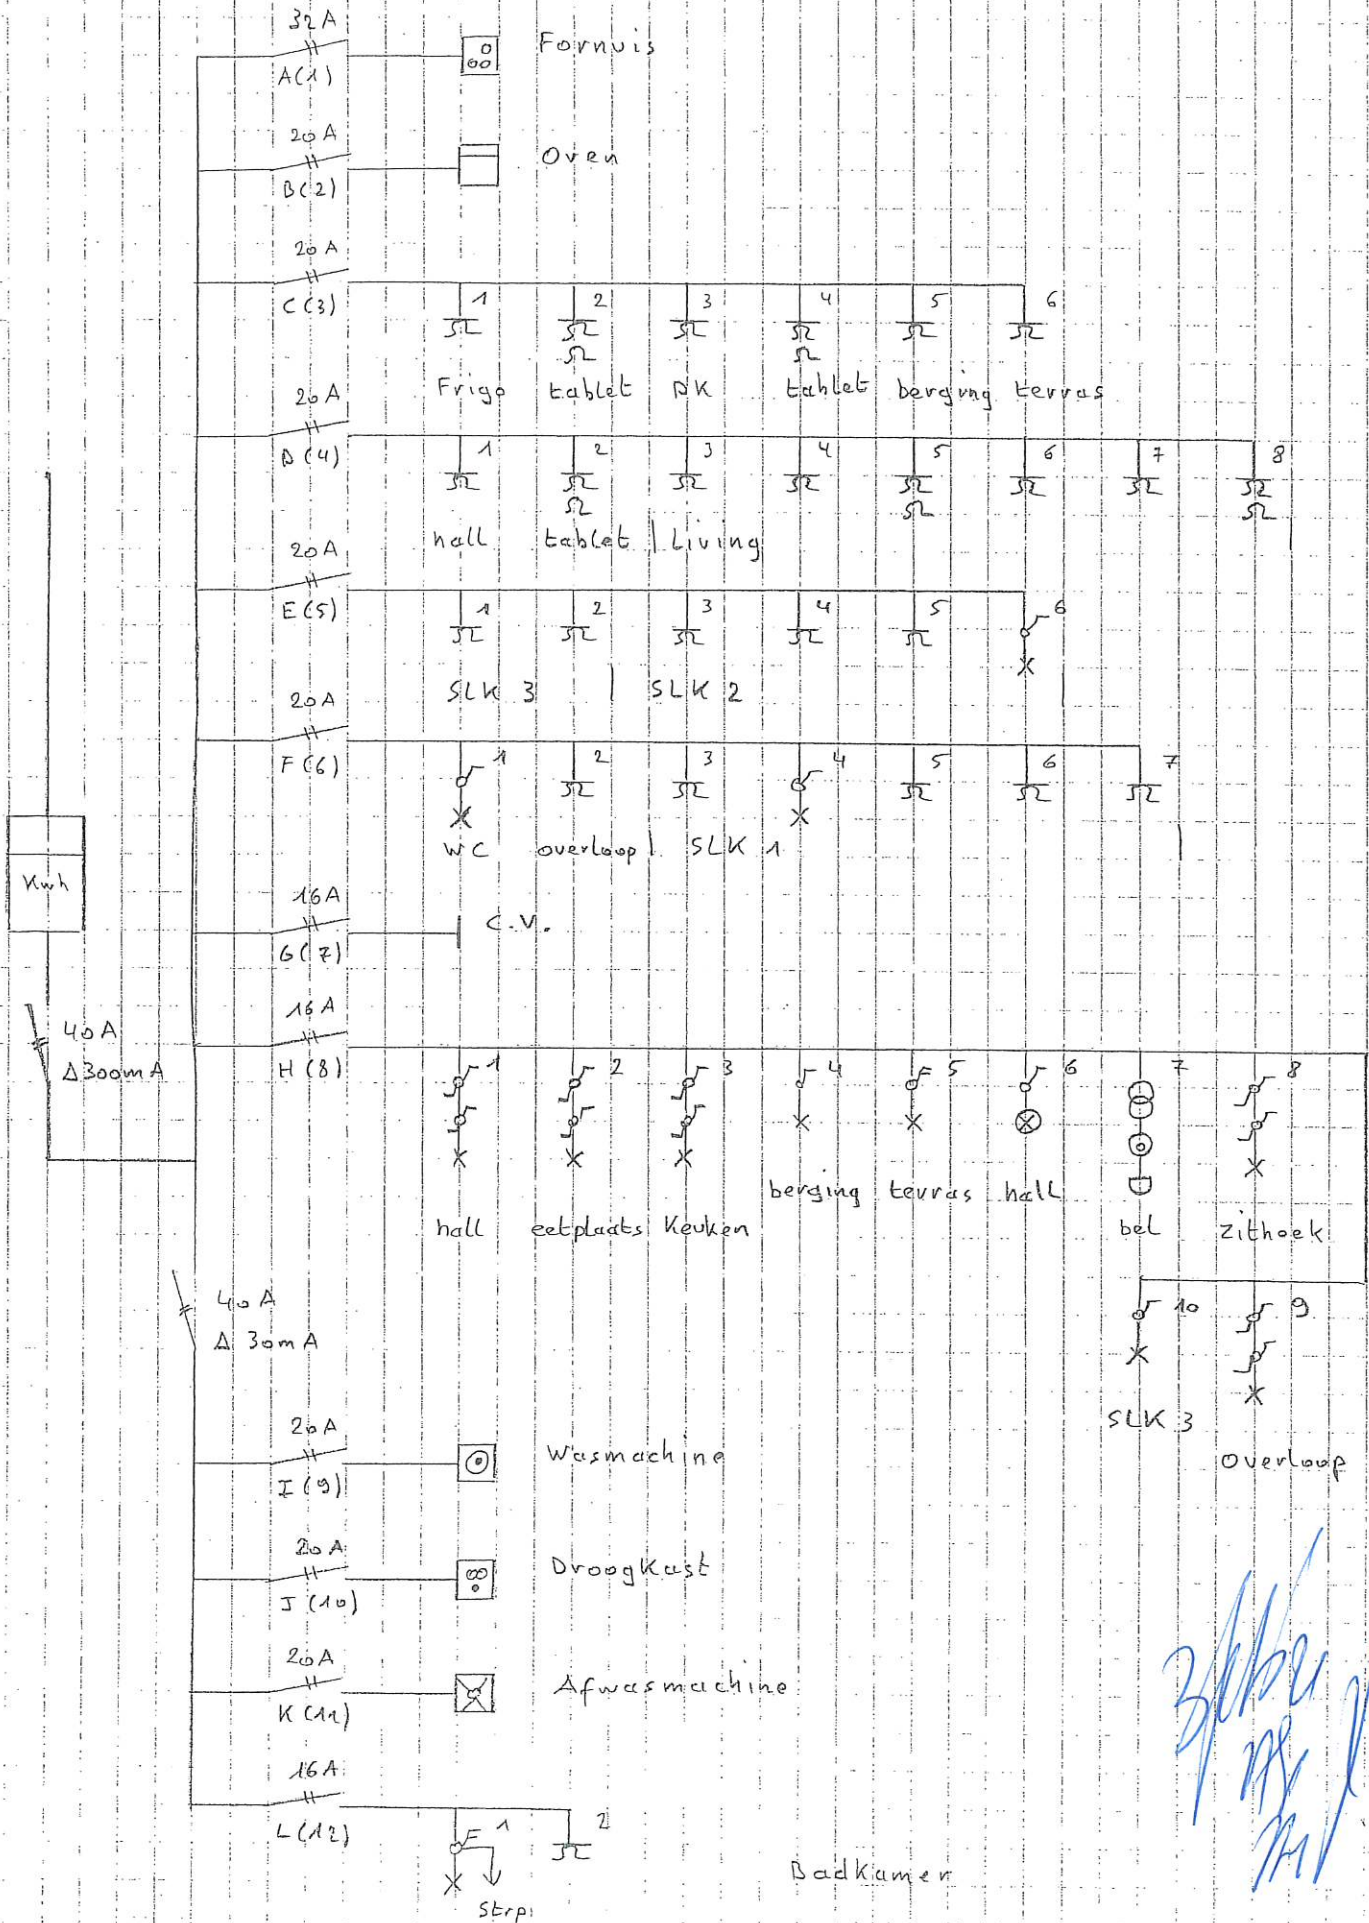 32A
Fornuis
A(1)
20A
Oven
B(2)
20A
C(3) 1 2 3 4 5 6
Frigo tablet DK tablet berging terras
20A
D(4) 1 2 3 4 5 6 7 8
hall tablet | Living
20A
E(5) 1 2 3 4 5 6
SLK 3 | SLK 2
20A
F(6) 1 2 3 4 5 6 7
WC overloop | SLK 1
Kwh
16A
C.V.
G(7)
16A
40A
Δ300mA
H(8) 1 2 3 4 5 6 7 8
berging terras hall
hall eetplaats Keuken bel Zithoek
40A
Δ 30mA
10 9
SLK 3
Overloop
20A
Wasmachine
I(9)
20A
Droogkast
J(10)
20A
Afwasmachine
K(11)
16A
L(12) 1 2
Badkamer
Strp.